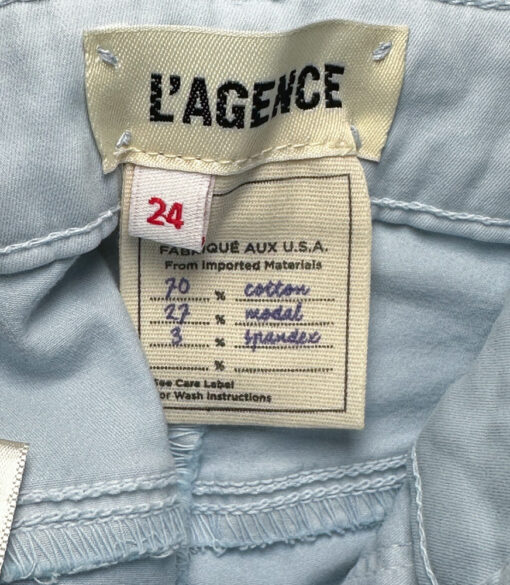 L'AGENCE
24
FABRIQUÉ AUX U.S.A.
From Imported Materials
70 % cotton
27 % modal
3 % spandex
%
See Care Label
For Wash Instructions